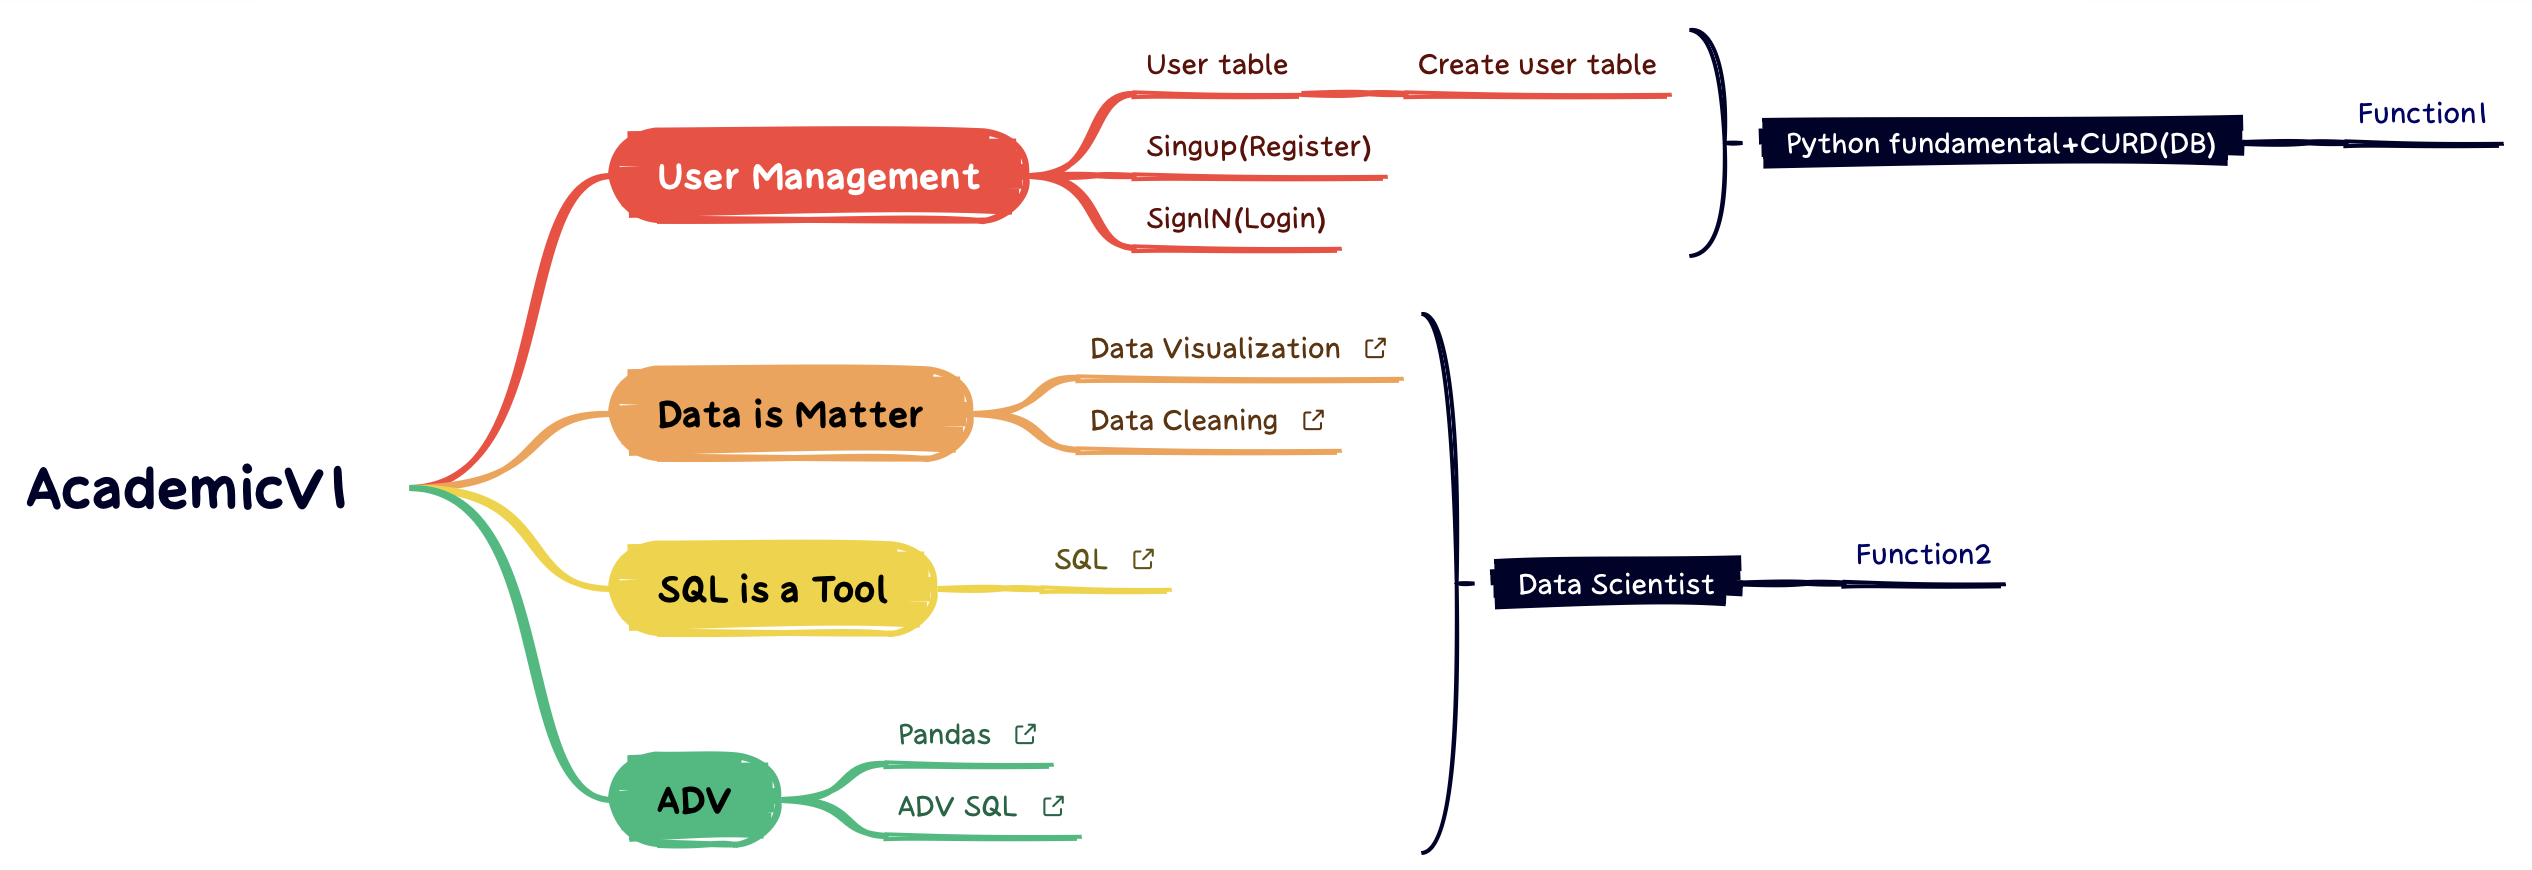 User table
Create user table
Function1
Python fundamental+CURD(DB)
Singup(Register)
User Management
SignIN(Login)
Data Visualization
Data is Matter
Data Cleaning
AcademicV1
SQL
Function2
SQL is a Tool
Data Scientist
Pandas
ADV
ADV SQL